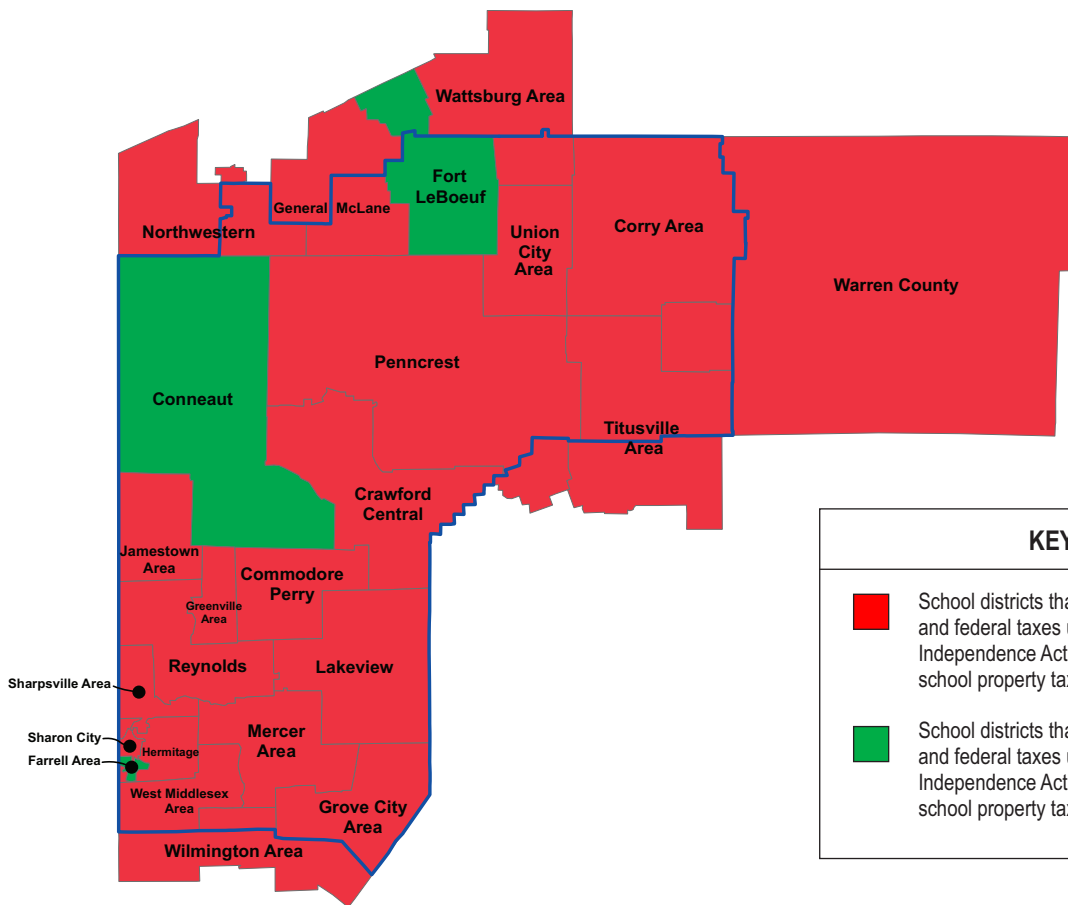 Wattsburg Area
Fort
LeBoeuf
General
McLane
Northwestern
Union
City
Area
Corry Area
Warren County
Penncrest
Conneaut
Titusville
Area
Crawford
Central
Jamestown
Area
Commodore
Perry
Greenville
Area
Reynolds
Lakeview
Sharpsville Area
Sharon City
Farrell Area
Hermitage
Mercer
Area
West Middlesex
Area
Grove City
Area
Wilmington Area
KEY
School districts tha
and federal taxes u
Independence Act
school property tax
School districts tha
and federal taxes u
Independence Act
school property tax